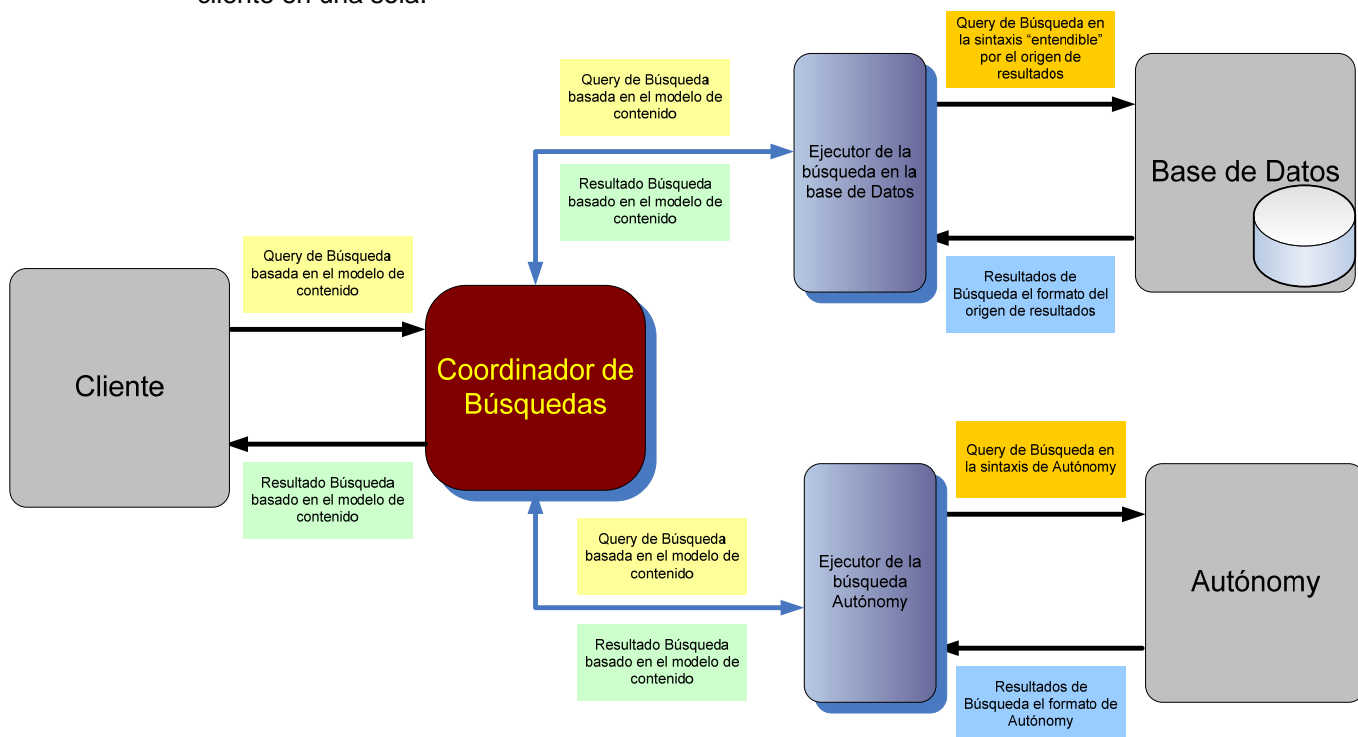 cliente en una sola.
Query de Búsqueda en
la sintaxis “entendible”
por el origen de
resultados
Query de Búsqueda
basada en el modelo de
contenido
Ejecutor de la
búsqueda en la
base de Datos
Base de Datos
Resultado Búsqueda
basado en el modelo de
contenido
Query de Búsqueda
basada en el modelo de
contenido
Resultados de
Búsqueda el formato del
origen de resultados
Cliente
Coordinador de
Búsquedas
Resultado Búsqueda
basado en el modelo de
contenido
Query de Búsqueda en
la sintaxis de Autónomy
Query de Búsqueda
basada en el modelo de
contenido
Ejecutor de la
búsqueda
Autónomy
Autónomy
Resultado Búsqueda
basado en el modelo de
contenido
Resultados de
Búsqueda el formato de
Autónomy